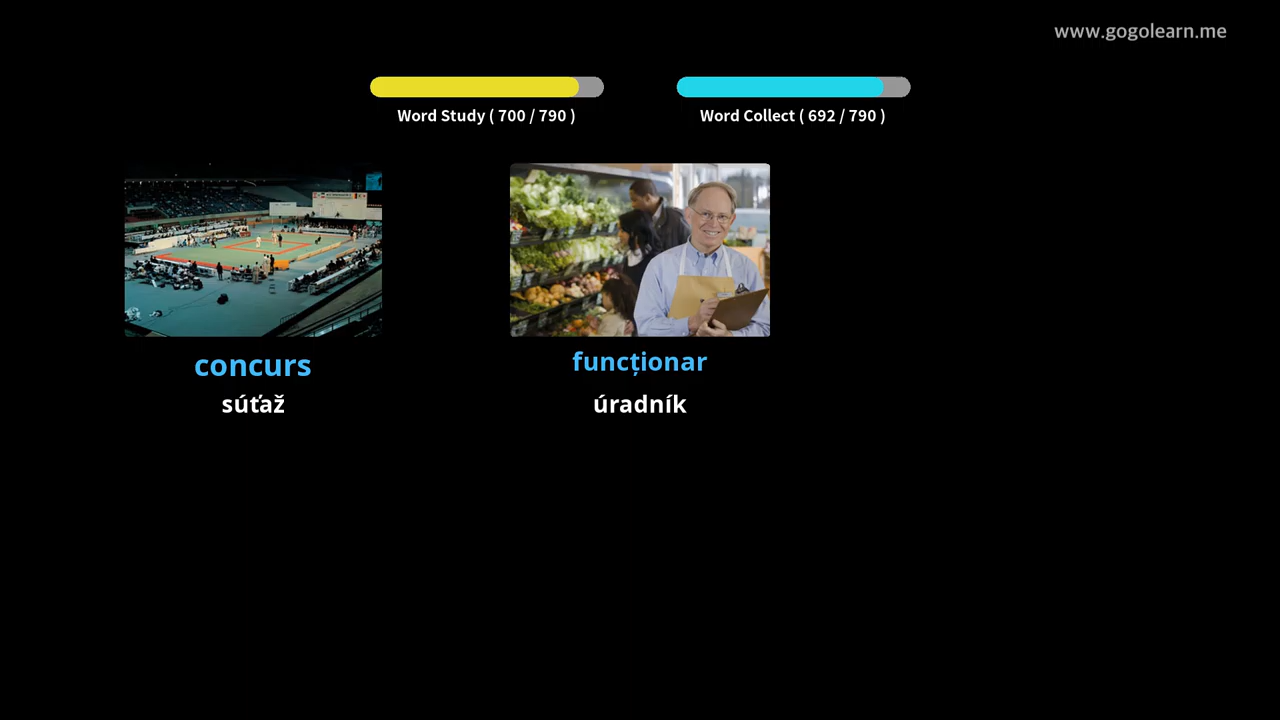 www.gogolearn.me
Word Study ( 700 / 790 )
Word Collect ( 692 / 790 )
concurs
súťaž
funcționar
úradník